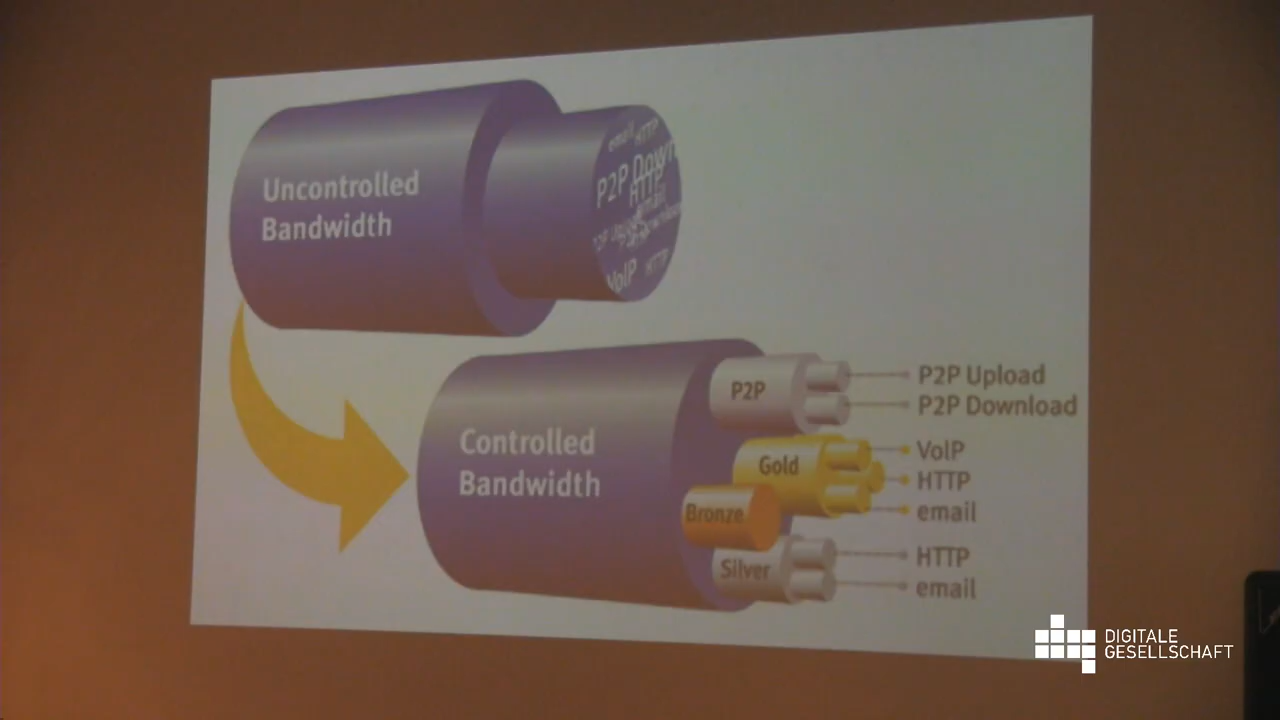 Uncontrolled
Bandwidth
email HTTP
P2P Down
HTTP
email
VoIP HTTP
Controlled
Bandwidth
P2P
P2P Upload
P2P Download
Gold
VoIP
HTTP
email
Bronze
Silver
HTTP
email
DIGITALE
GESELLSCHAFT